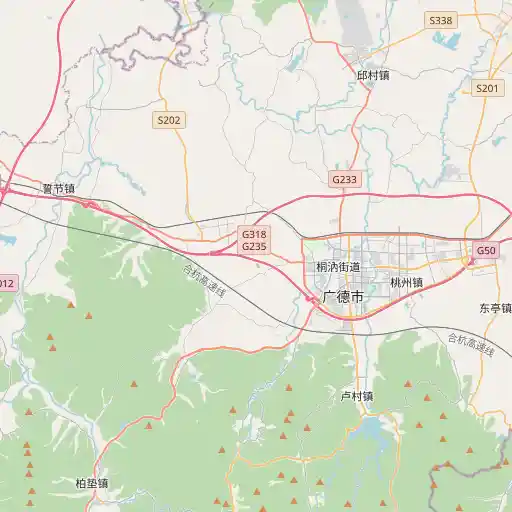 S338
邱村镇
S201
S202
G233
誓节镇
G318
G235
G50
桐汭街道
合杭高速线
桃州镇
012
广德市
东亭镇
合杭高速线
卢村镇
柏垫镇